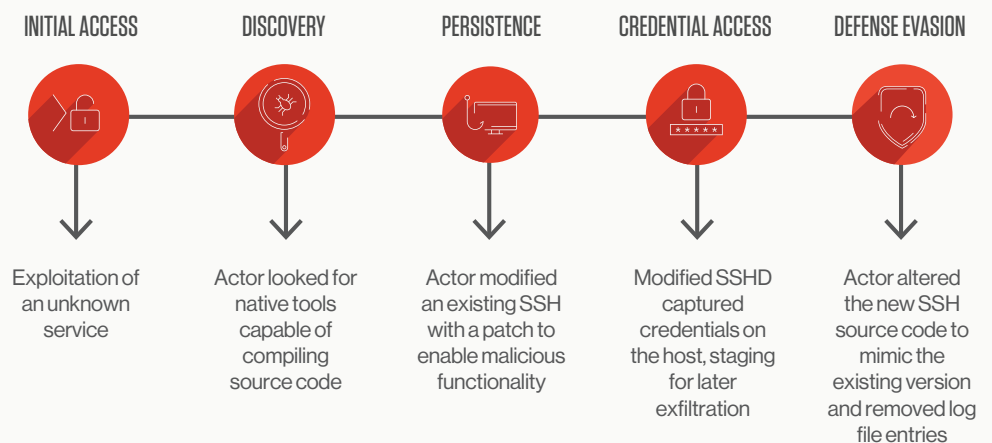 INITIAL ACCESS
DISCOVERY
PERSISTENCE
CREDENTIAL ACCESS
DEFENSE EVASION
*****
Exploitation of
an unknown
service
Actor looked for
native tools
capable of
compiling
source code
Actor modified
an existing SSH
with a patch to
enable malicious
functionality
Modified SSHD
captured
credentials on
the host, staging
for later
exfiltration
Actor altered
the new SSH
source code to
mimic the
existing version
and removed log
file entries